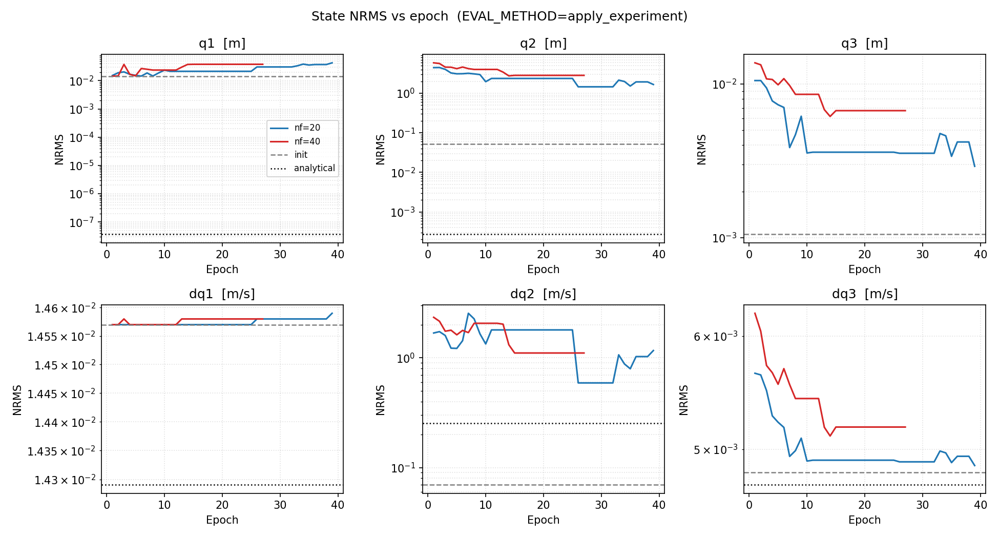 State NRMS vs epoch  (EVAL_METHOD=apply_experiment)
q1  [m]
NRMS
10⁻²
10⁻³
10⁻⁴
10⁻⁵
10⁻⁶
10⁻⁷
nf=20
nf=40
init
analytical
0 10 20 30 40
Epoch
q2  [m]
NRMS
10⁰
10⁻¹
10⁻²
10⁻³
0 10 20 30 40
Epoch
q3  [m]
NRMS
10⁻²
10⁻³
0 10 20 30 40
Epoch
dq1  [m/s]
NRMS
1.46 × 10⁻²
1.455 × 10⁻²
1.45 × 10⁻²
1.445 × 10⁻²
1.44 × 10⁻²
1.435 × 10⁻²
1.43 × 10⁻²
0 10 20 30 40
Epoch
dq2  [m/s]
NRMS
10⁰
10⁻¹
0 10 20 30 40
Epoch
dq3  [m/s]
NRMS
6 × 10⁻³
5 × 10⁻³
0 10 20 30 40
Epoch